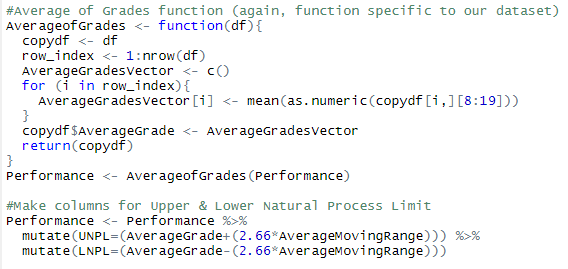 #Average of Grades function (again, function specific to our dataset)
AverageofGrades <- function(df){
  copydf <- df
  row_index <- 1:nrow(df)
  AverageGradesVector <- c()
  for (i in row_index){
    AverageGradesVector[i] <- mean(as.numeric(copydf[i,][8:19]))
  }
  copydf$AverageGrade <- AverageGradesVector
  return(copydf)
}
Performance <- AverageofGrades(Performance)

#Make columns for Upper & Lower Natural Process Limit
Performance <- Performance %>%
  mutate(UNPL=(AverageGrade+(2.66*AverageMovingRange))) %>%
  mutate(LNPL=(AverageGrade-(2.66*AverageMovingRange)))